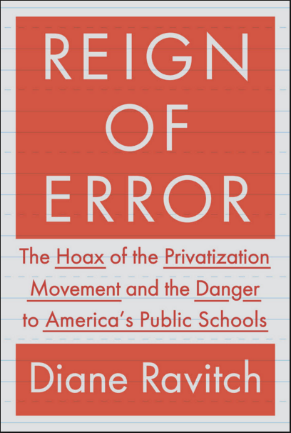 REIGN
OF
ERROR
The Hoax of the Privatization
Movement and the Danger
to America's Public Schools
Diane Ravitch